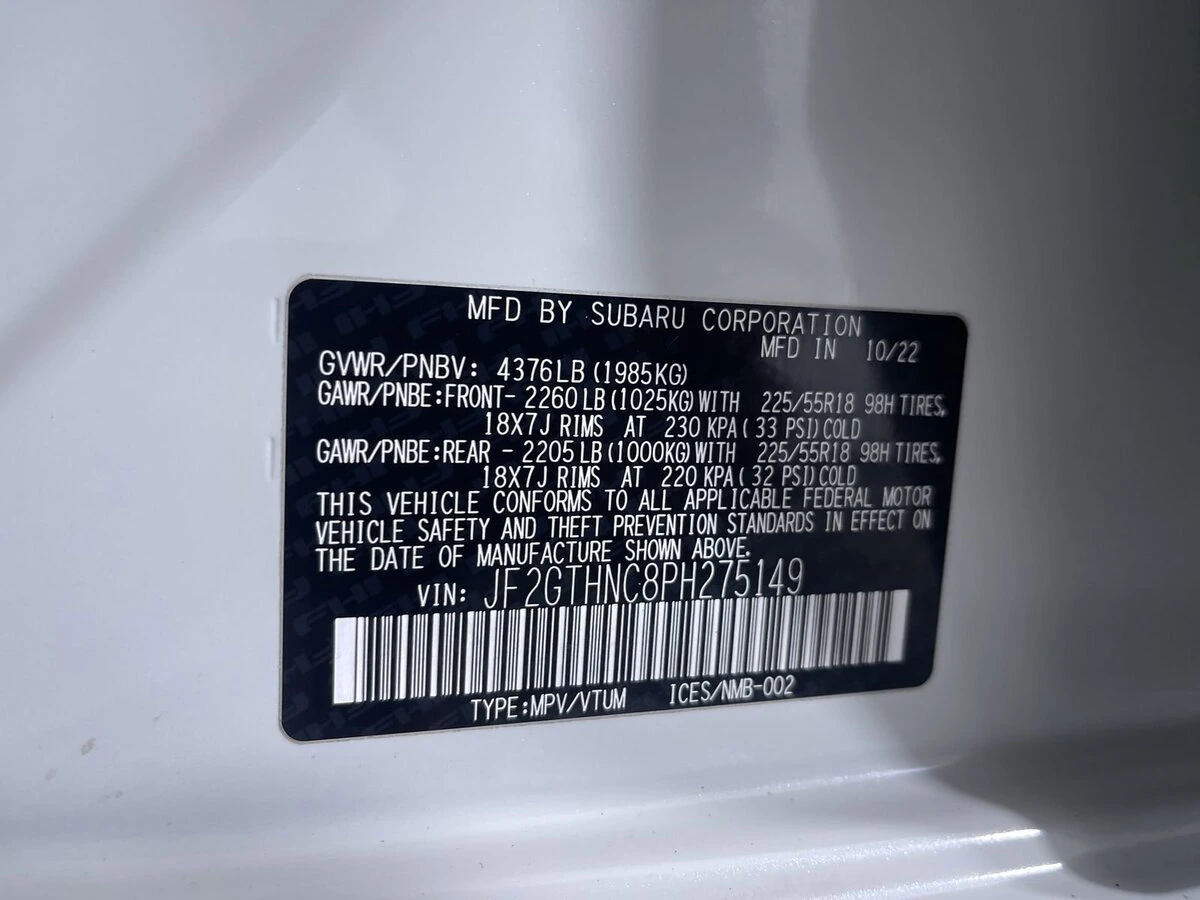 MFD BY SUBARU CORPORATION
MFD IN 10/22
GVWR/PNBV: 4376LB (1985KG)
GAWR/PNBE:FRONT- 2260 LB (1025KG) WITH 225/55R18 98H TIRES,
18X7J RIMS AT 230 KPA( 33 PSI) COLD
GAWR/PNBE:REAR - 2205 LB (1000KG) WITH 225/55R18 98H TIRES,
18X7J RIMS AT 220 KPA( 32 PSI) COLD
THIS VEHICLE CONFORMS TO ALL APPLICABLE FEDERAL MOTOR
VEHICLE SAFETY AND THEFT PREVENTION STANDARDS IN EFFECT ON
THE DATE OF MANUFACTURE SHOWN ABOVE.
VIN: JF2GTHNC8PH275149
TYPE:MPV/VTUM ICES/NMB-002